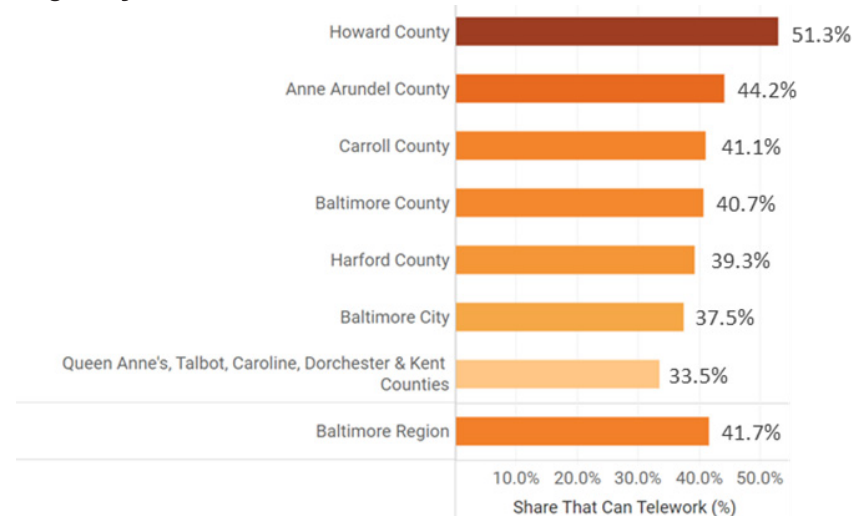 Howard County 51.3%
Anne Arundel County 44.2%
Carroll County 41.1%
Baltimore County 40.7%
Harford County 39.3%
Baltimore City 37.5%
Queen Anne's, Talbot, Caroline, Dorchester & Kent
Counties 33.5%
Baltimore Region 41.7%
10.0% 20.0% 30.0% 40.0% 50.0%
Share That Can Telework (%)